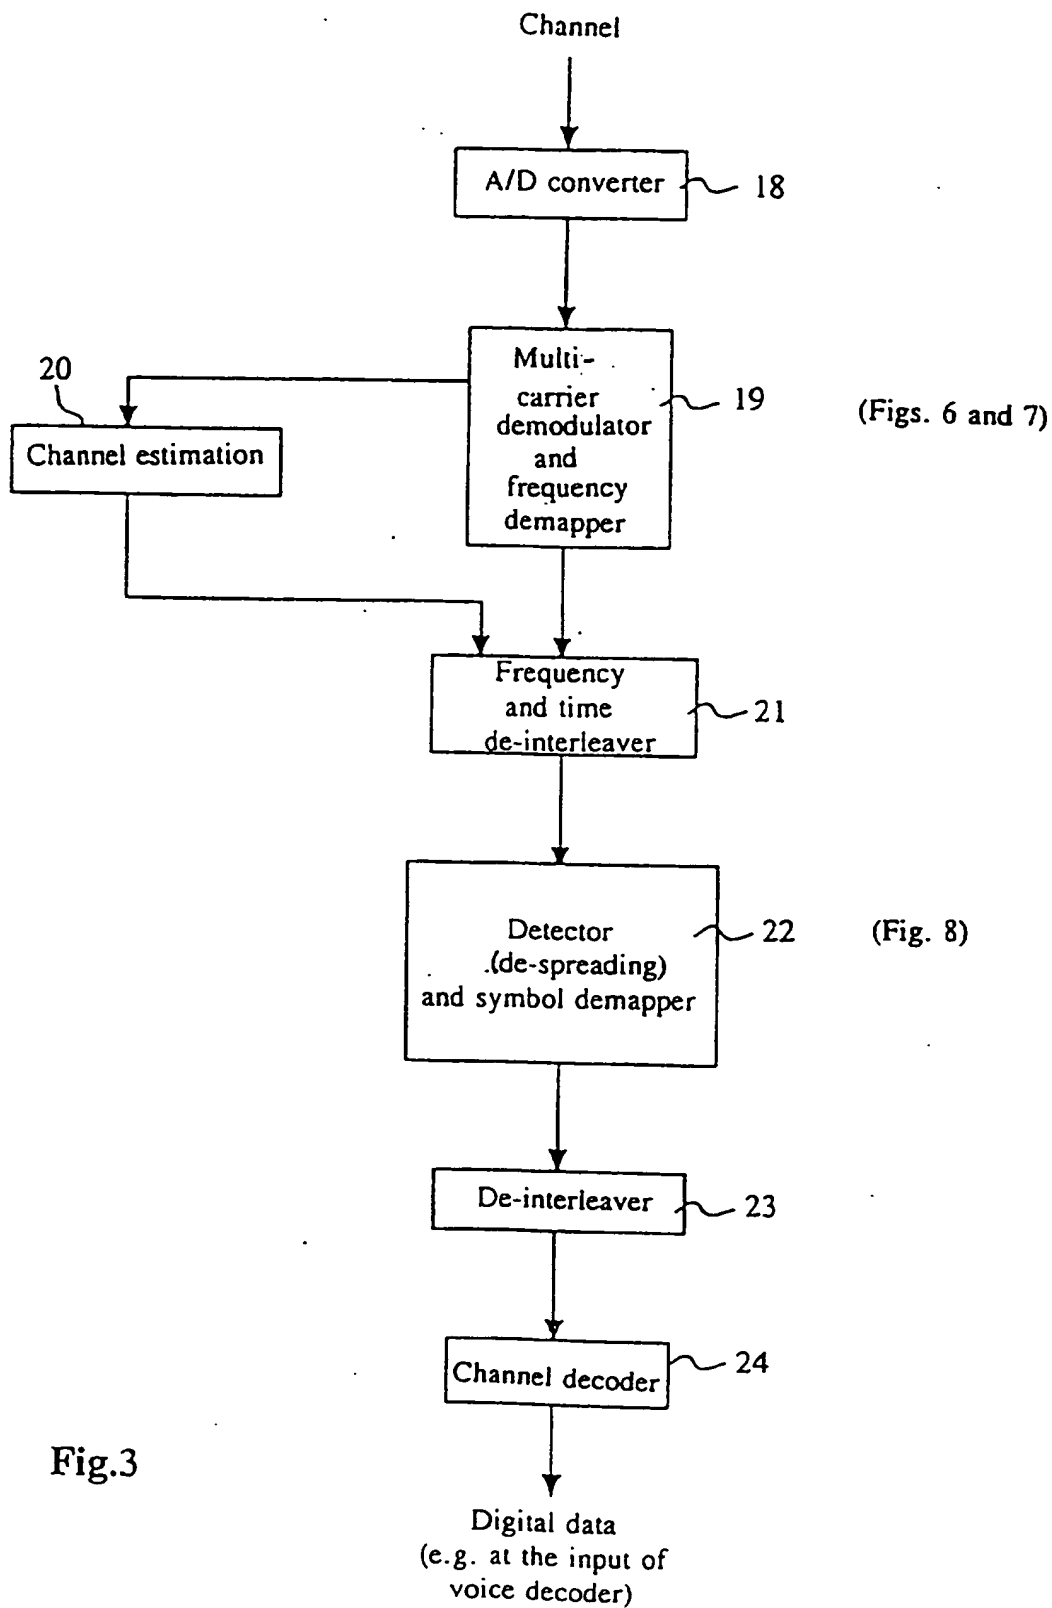 Channel
A/D converter
18
Multi-
carrier
demodulator
and
frequency
demapper
19
(Figs. 6 and 7)
20
Channel estimation
Frequency
and time
de-interleaver
21
Detector
(de-spreading)
and symbol demapper
22
(Fig. 8)
De-interleaver
23
Channel decoder
24
Fig.3
Digital data
(e.g. at the input of
voice decoder)